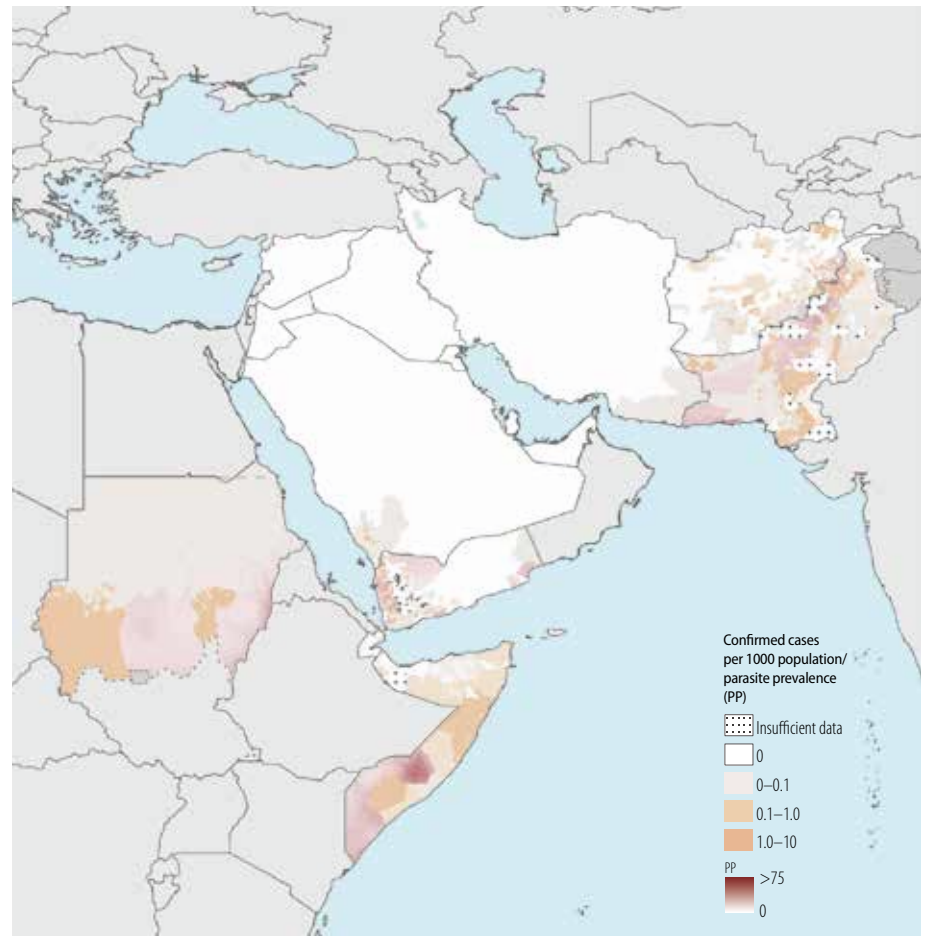 Confirmed cases
per 1000 population/
parasite prevalence
(PP)
Insufficient data
0
0–0.1
0.1–1.0
1.0–10
PP
>75
0